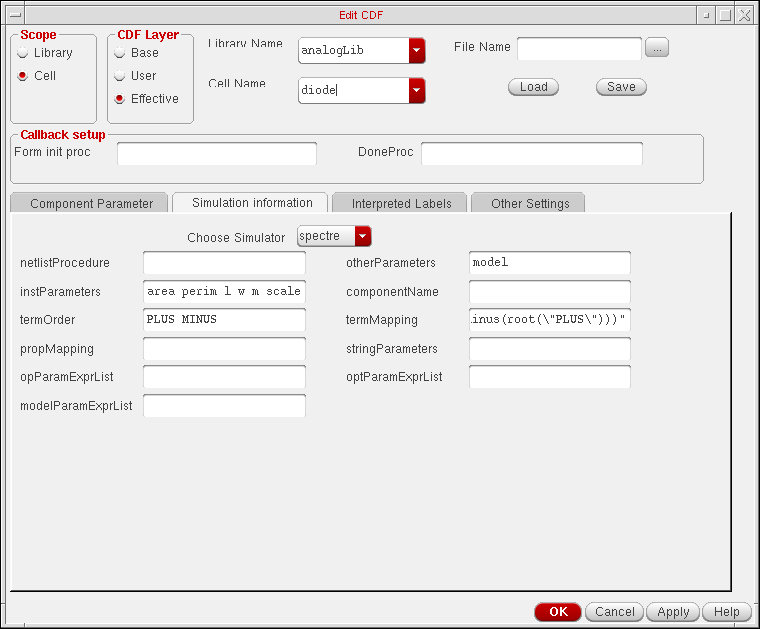 Edit CDF
Scope
Library
Cell
CDF Layer
Base
User
Effective
Library Name
analogLib
Cell Name
diode
File Name
...
Load
Save
Callback setup
Form init proc
DoneProc
Component Parameter
Simulation information
Interpreted Labels
Other Settings
Choose Simulator
spectre
netlistProcedure
otherParameters
model
instParameters
area perim l w m scale
componentName
termOrder
PLUS MINUS
termMapping
inus(root(\"PLUS\")))"
propMapping
stringParameters
opParamExprList
optParamExprList
modelParamExprList
OK
Cancel
Apply
Help